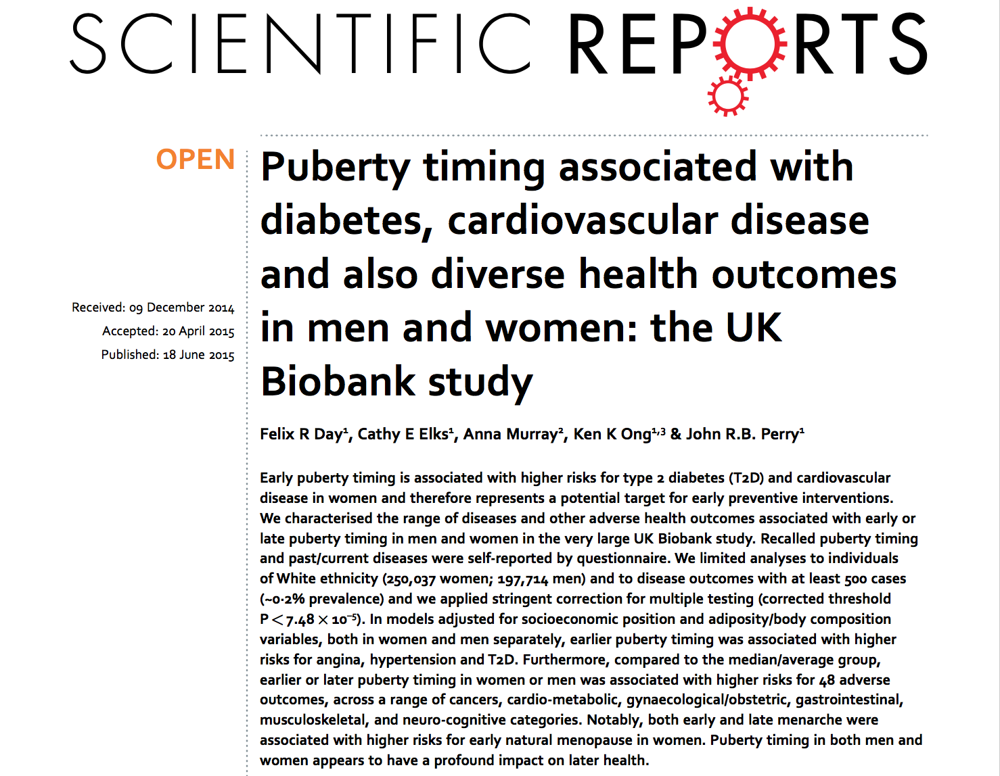 SCIENTIFIC REPORTS
OPEN
Puberty timing associated with
diabetes, cardiovascular disease
and also diverse health outcomes
in men and women: the UK
Biobank study
Received: 09 December 2014
Accepted: 20 April 2015
Published: 18 June 2015
Felix R Day¹, Cathy E Elks¹, Anna Murray², Ken K Ong¹,³ & John R.B. Perry¹
Early puberty timing is associated with higher risks for type 2 diabetes (T2D) and cardiovascular
disease in women and therefore represents a potential target for early preventive interventions.
We characterised the range of diseases and other adverse health outcomes associated with early or
late puberty timing in men and women in the very large UK Biobank study. Recalled puberty timing
and past/current diseases were self-reported by questionnaire. We limited analyses to individuals
of White ethnicity (250,037 women; 197,714 men) and to disease outcomes with at least 500 cases
(~0·2% prevalence) and we applied stringent correction for multiple testing (corrected threshold
P < 7.48 × 10⁻⁵). In models adjusted for socioeconomic position and adiposity/body composition
variables, both in women and men separately, earlier puberty timing was associated with higher
risks for angina, hypertension and T2D. Furthermore, compared to the median/average group,
earlier or later puberty timing in women or men was associated with higher risks for 48 adverse
outcomes, across a range of cancers, cardio-metabolic, gynaecological/obstetric, gastrointestinal,
musculoskeletal, and neuro-cognitive categories. Notably, both early and late menarche were
associated with higher risks for early natural menopause in women. Puberty timing in both men and
women appears to have a profound impact on later health.